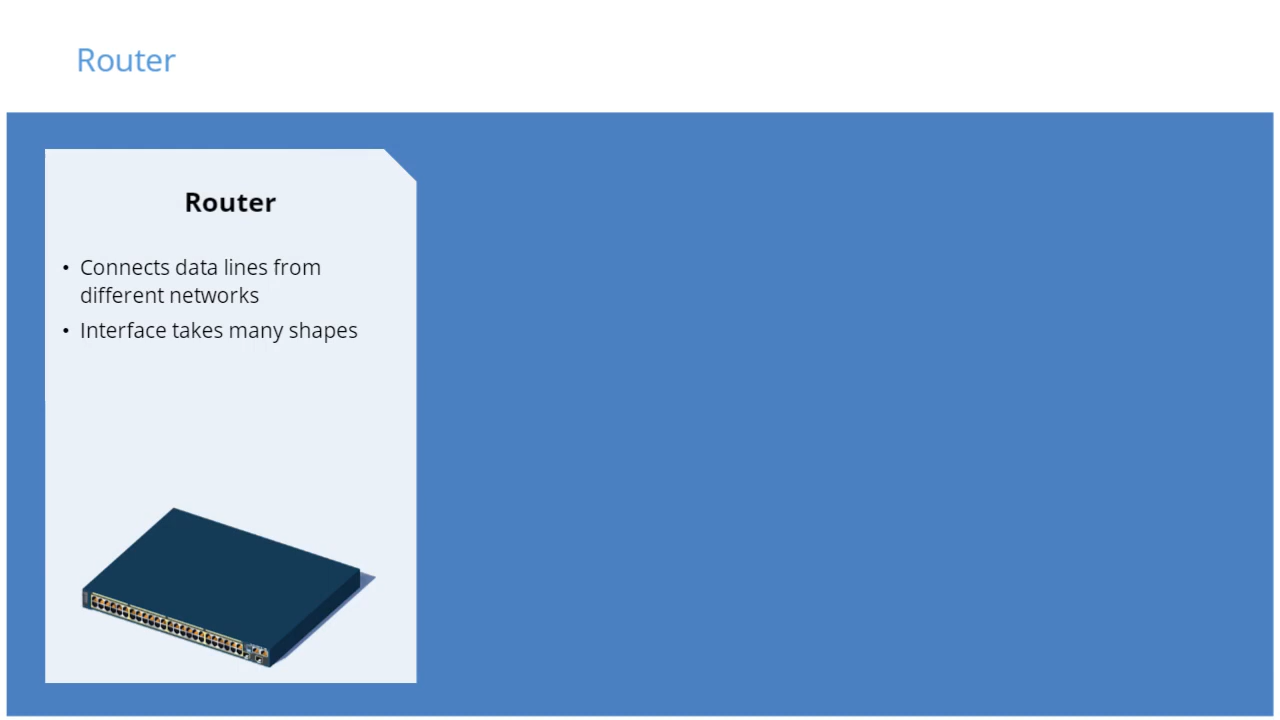 Router
Router
• Connects data lines from
different networks
• Interface takes many shapes